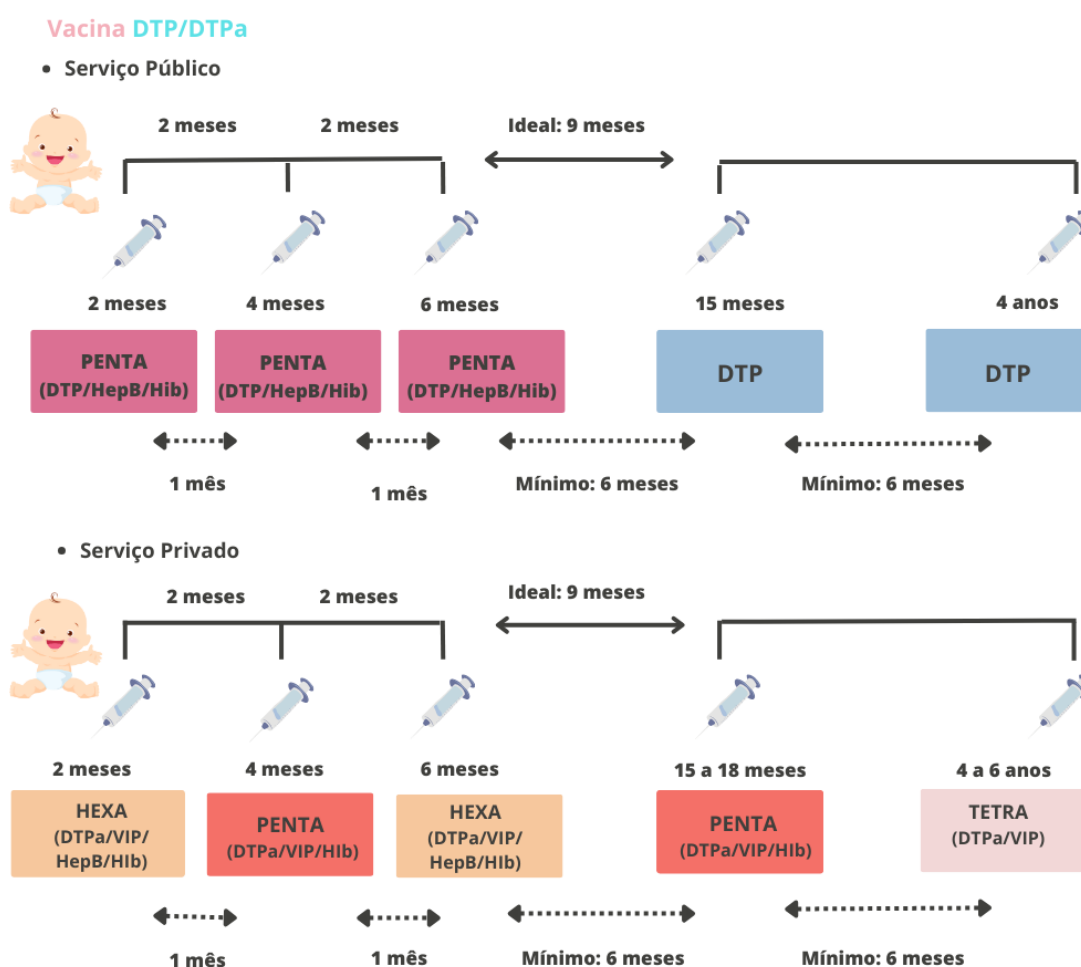 Vacina DTP/DTPa
• Serviço Público
2 meses 2 meses Ideal: 9 meses
2 meses 4 meses 6 meses 15 meses 4 anos
PENTA
(DTP/HepB/Hib)
PENTA
(DTP/HepB/Hib)
PENTA
(DTP/HepB/Hib)
DTP
DTP
1 mês
1 mês
Mínimo: 6 meses
Mínimo: 6 meses
• Serviço Privado
2 meses 2 meses Ideal: 9 meses
2 meses 4 meses 6 meses 15 a 18 meses 4 a 6 anos
HEXA
(DTPa/VIP/
HepB/HIb)
PENTA
(DTPa/VIP/HIb)
HEXA
(DTPa/VIP/
HepB/HIb)
PENTA
(DTPa/VIP/HIb)
TETRA
(DTPa/VIP)
1 mês
1 mês
Mínimo: 6 meses
Mínimo: 6 meses